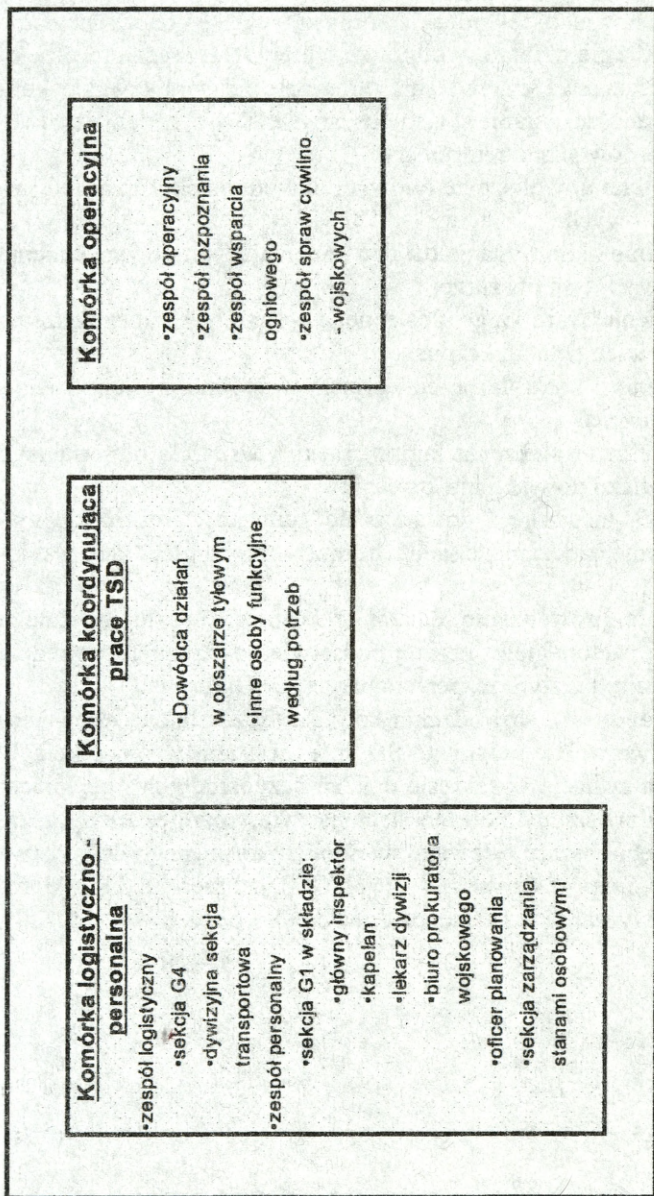 Komórka logistyczno -
personalna
•zespół logistyczny
•sekcja G4
•dywizyjna sekcja
transportowa
•zespół personalny
•sekcja G1 w składzie
•główny inspektor
•kapelan
•lekarz dywizji
•biuro prokuratora
wojskowego
•oficer planowania
•sekcja zarządzania
stanami osobowymi
Komórka koordynująca
pracę TSD
•Dowódca działań
w obszarze tyłowym
•inne osoby funkcyjne
według potrzeb
Komórka operacyjna
•zespół operacyjny
•zespół rozpoznania
•zespół wsparcia
ogniowego
•zespół spraw cywilno
- wojskowych